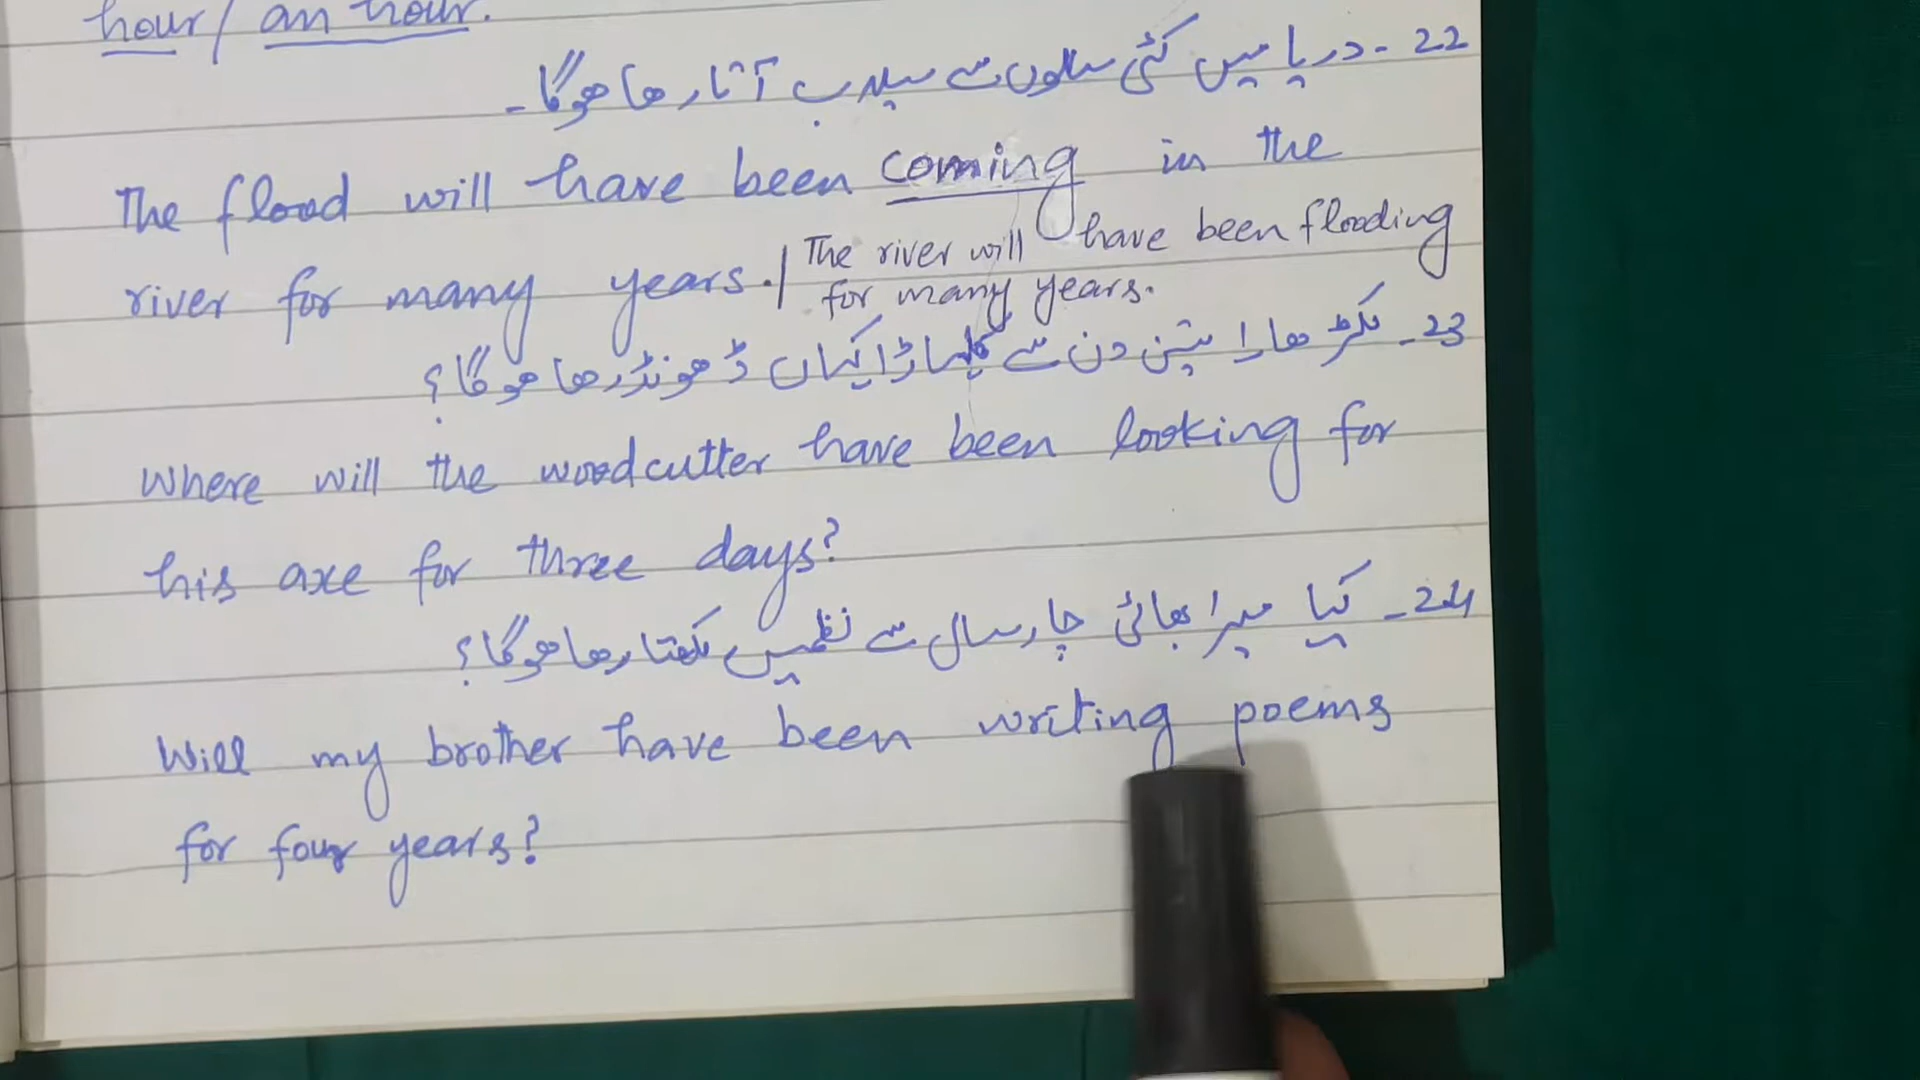 hour / an hour.
22- دریا میں کئی سالوں سے سیلاب آتا رہا ہوگا۔
The flood will have been coming in the
river for many years. / The river will have been flooding
for many years.
23- لکڑ ہارا تین دن سے کلہاڑا کہاں ڈھونڈ رہا ہوگا؟
Where will the woodcutter have been looking for
his axe for three days?
24- کیا میرا بھائی چار سال سے نظمیں لکھتا رہا ہوگا؟
Will my brother have been writing poems
for four years?